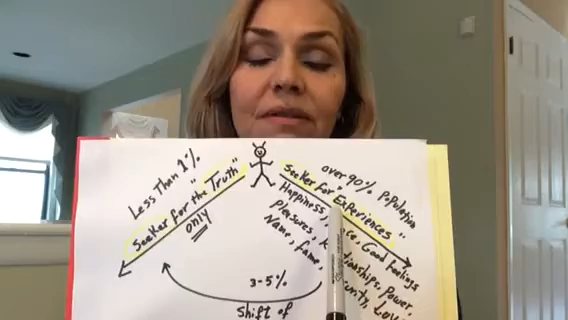 Less Than 1%
Seeker for "the Truth"
only
over 90% Population
Seeker for "Experiences"
Happiness Good Feelings
Pleasures, Power,
Name, Fame,
3-5%
Shift of